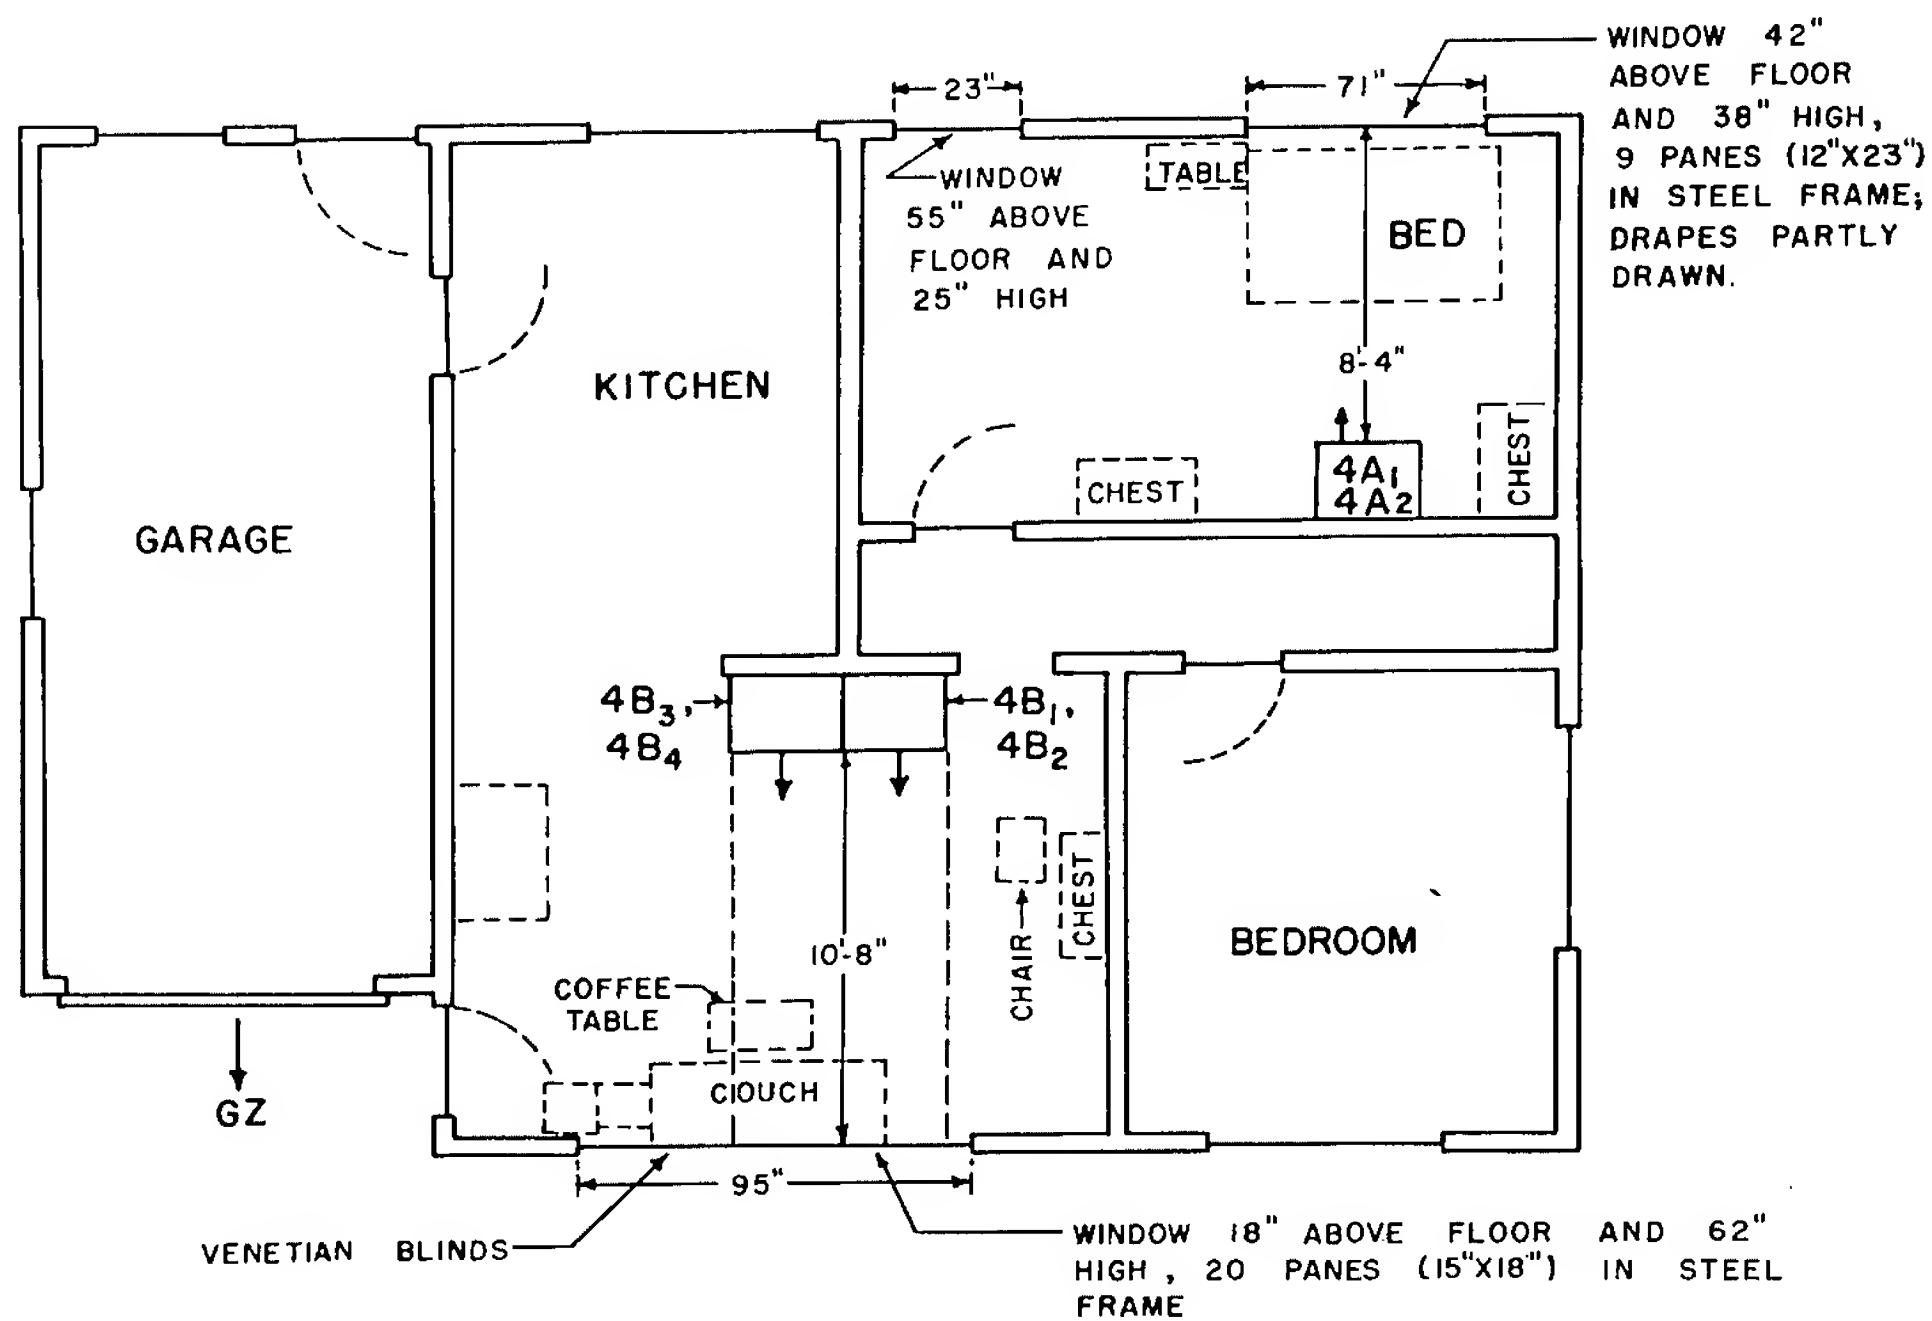 23"
71"
WINDOW 42"
ABOVE FLOOR
AND 38" HIGH,
9 PANES (12"X23")
IN STEEL FRAME;
DRAPES PARTLY
DRAWN.
TABLE
BED
WINDOW
55" ABOVE
FLOOR AND
25" HIGH
8'-4"
KITCHEN
4A1
4A2
CHEST
CHEST
GARAGE
4B3,
4B4
4B1,
4B2
CHAIR
CHEST
10'-8"
BEDROOM
COFFEE
TABLE
COUCH
GZ
95"
VENETIAN BLINDS
WINDOW 18" ABOVE FLOOR AND 62"
HIGH, 20 PANES (15"X18") IN STEEL
FRAME